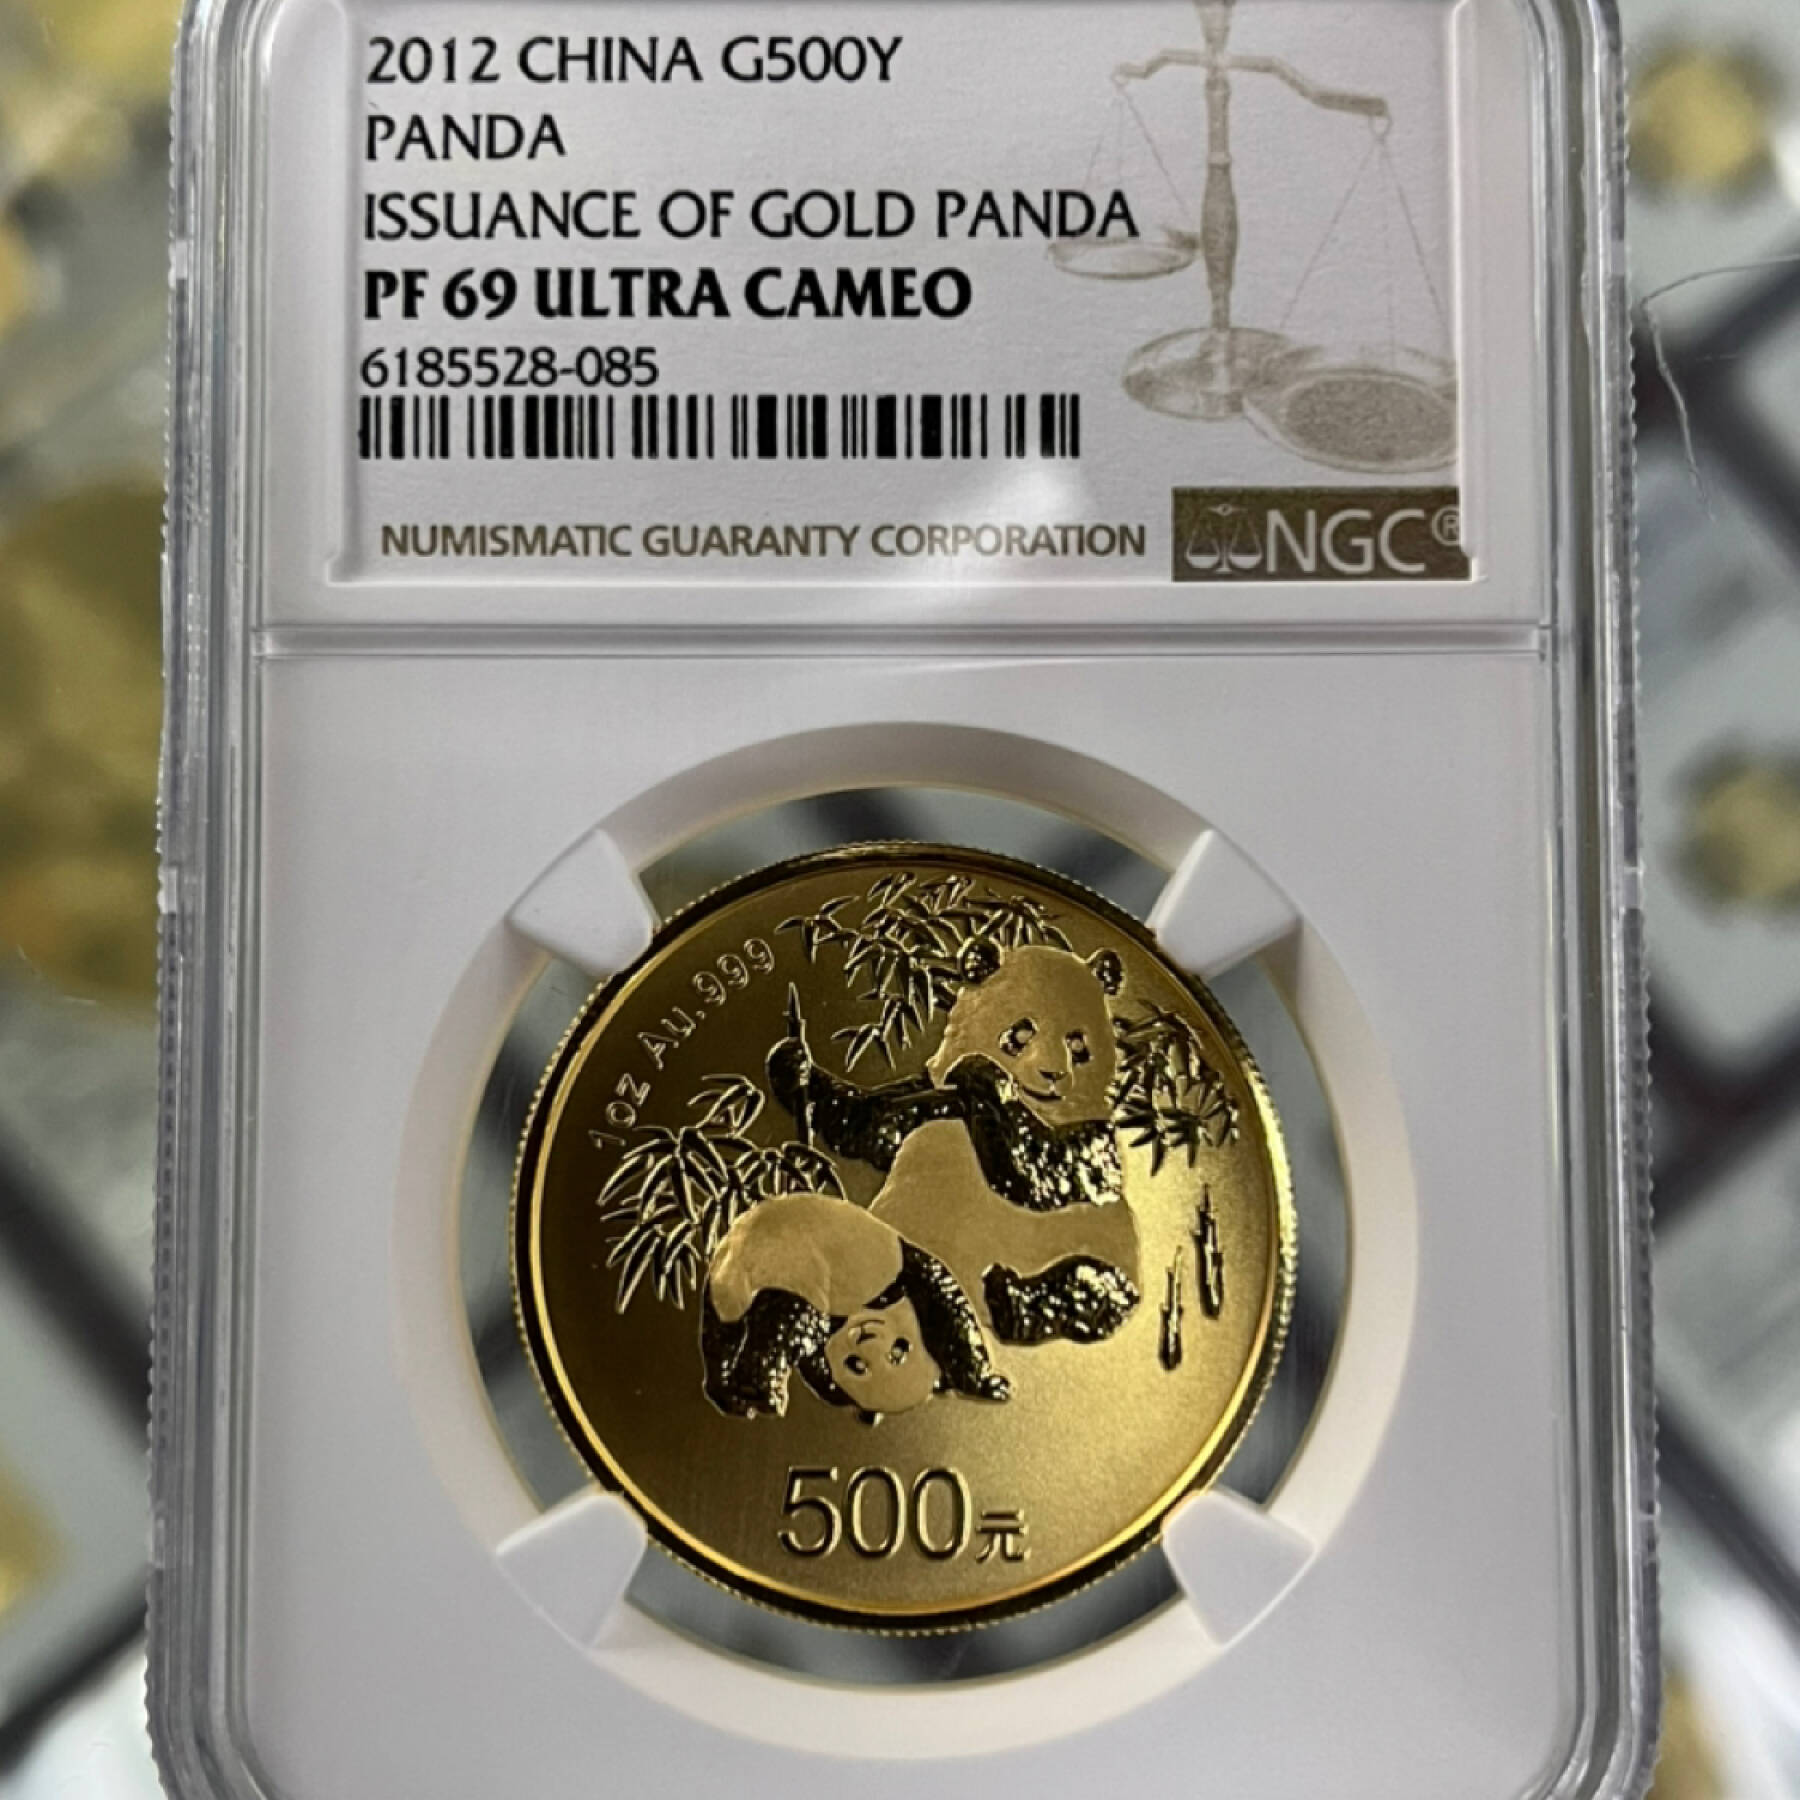 2012 CHINA G500Y
PANDA
ISSUANCE OF GOLD PANDA
PF 69 ULTRA CAMEO
6185528-085
NUMISMATIC GUARANTY CORPORATION NGC®
1oz Au.999
500元